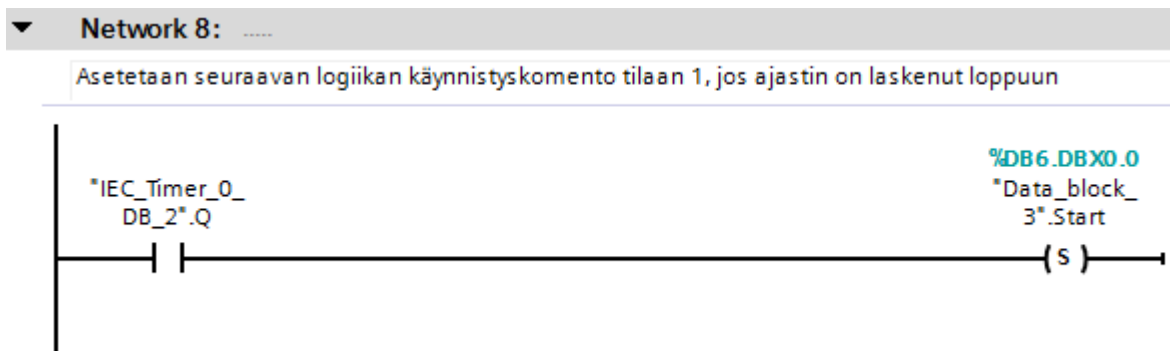 Network 8: .....
Asetetaan seuraavan logiikan käynnistyskomento tilaan 1, jos ajastin on laskenut loppuun
%DB6.DBX0.0
"IEC_Timer_0_
DB_2".Q
"Data_block_
3".Start
S